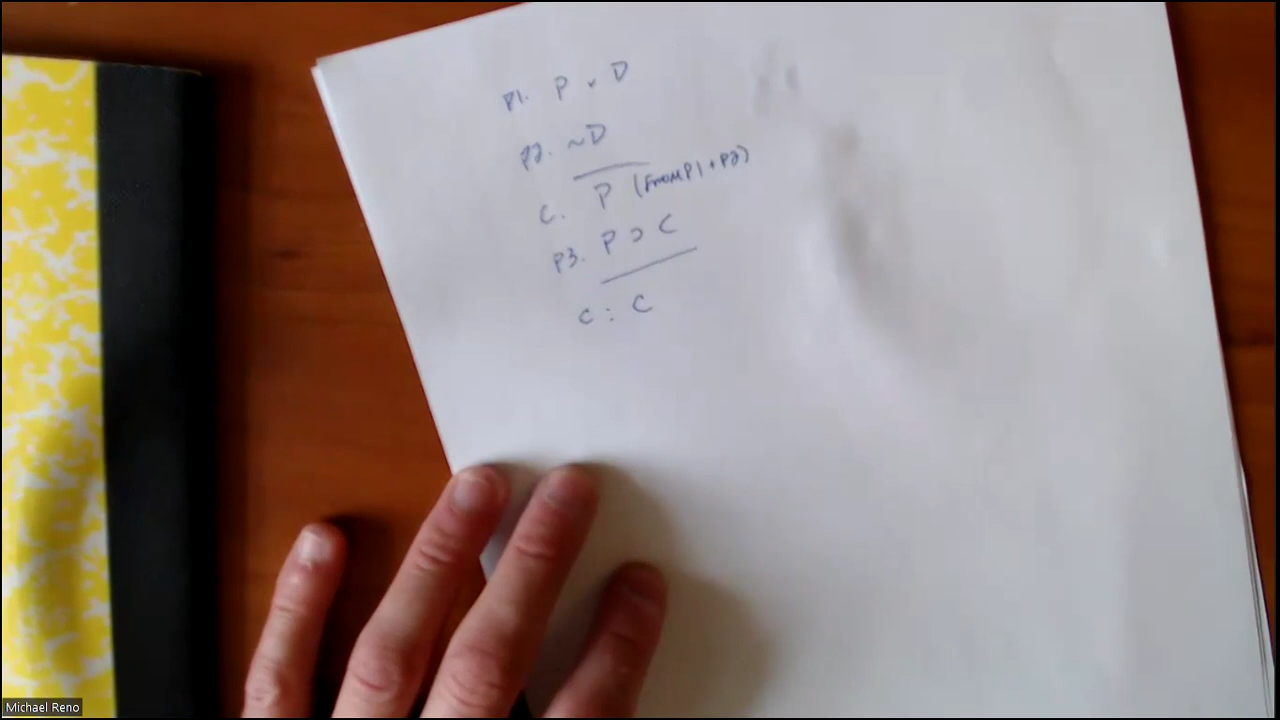 P1. P v D
P2. ~D
C. P (From P1 + P2)
P3. P ⊃ C
C: C
Michael Reno